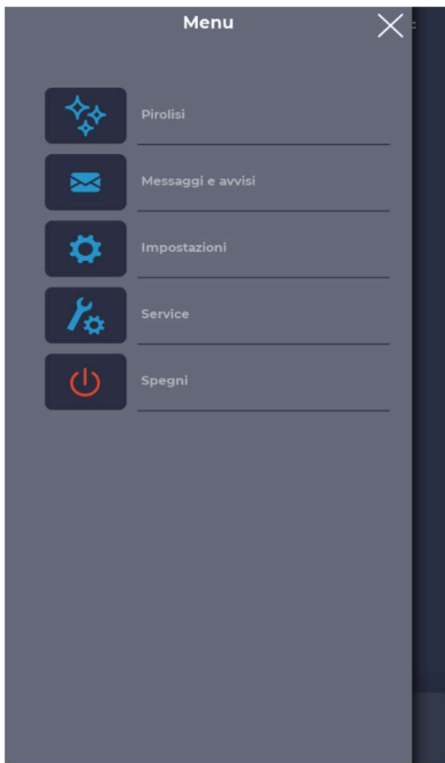 Menu
Pirolisi
Messaggi e avvisi
Impostazioni
Service
Spegni